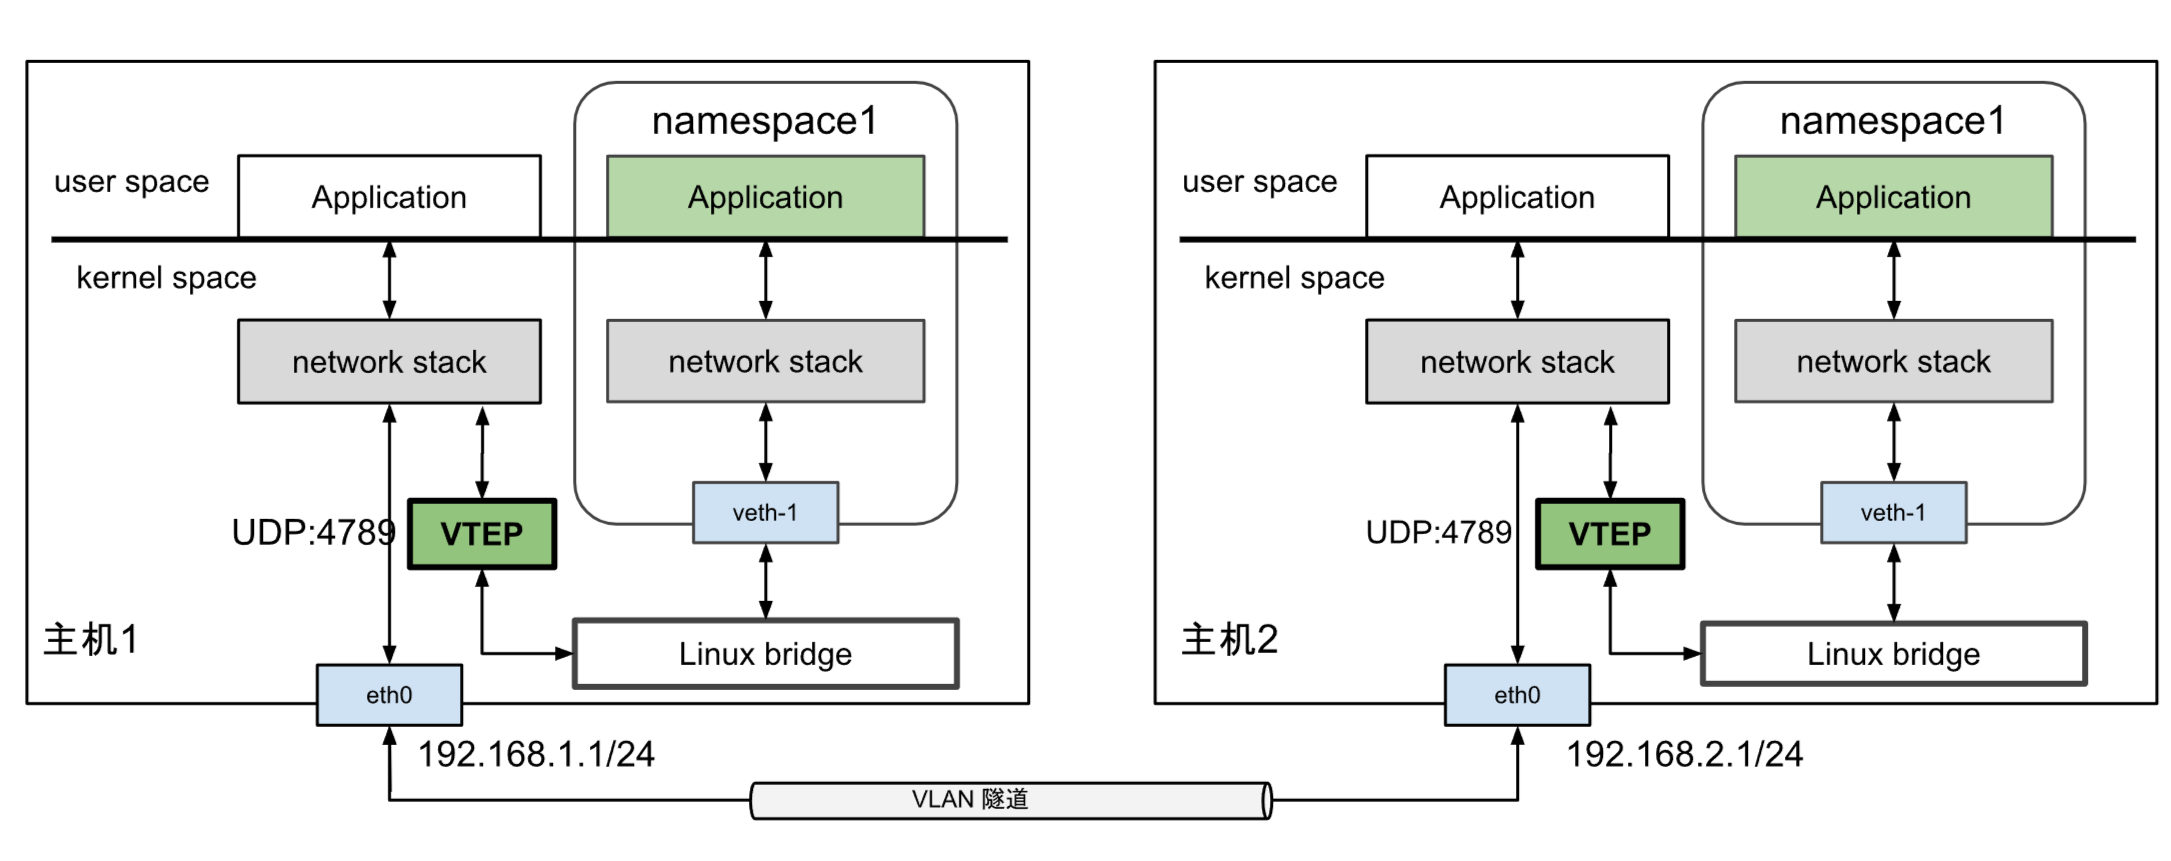 namespace1
user space
Application
Application
kernel space
network stack
network stack
veth-1
UDP:4789
VTEP
主机1
Linux bridge
eth0
192.168.1.1/24
namespace1
user space
Application
Application
kernel space
network stack
network stack
veth-1
UDP:4789
VTEP
主机2
Linux bridge
eth0
192.168.2.1/24
VLAN 隧道